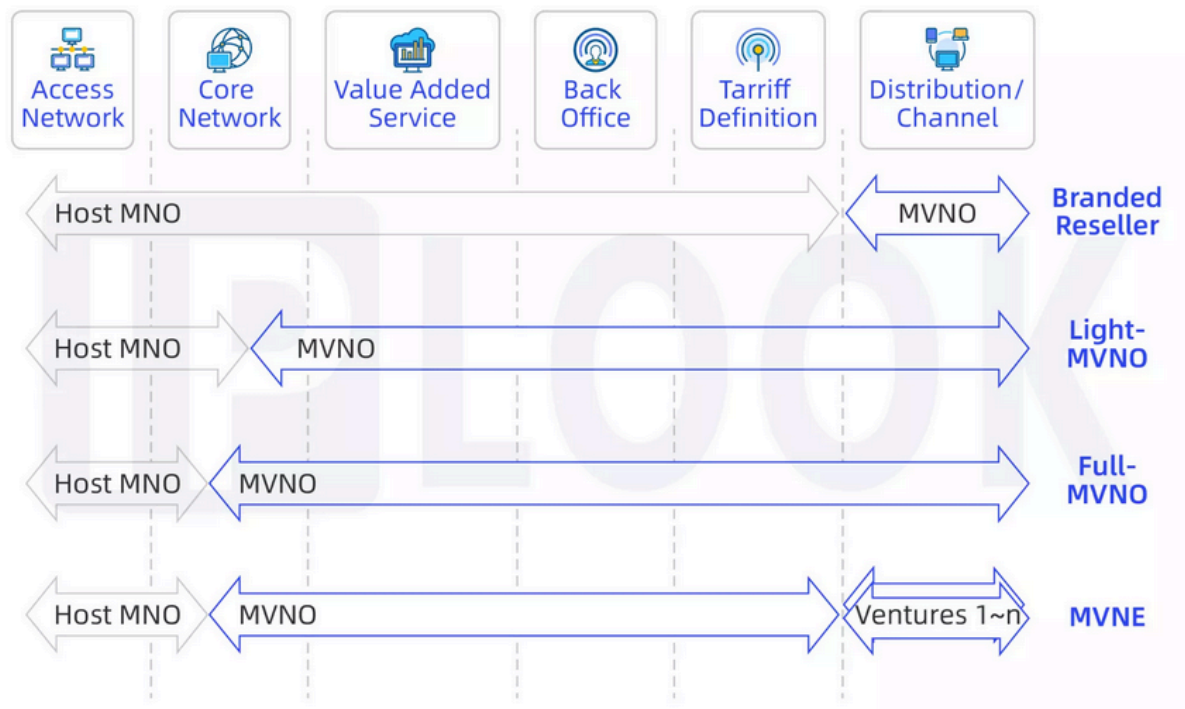 Access
Network
Core
Network
Value Added
Service
Back
Office
Tarriff
Definition
Distribution/
Channel
Host MNO
MVNO
Branded
Reseller
Host MNO
MVNO
Light-
MVNO
Host MNO
MVNO
Full-
MVNO
Host MNO
MVNO
Ventures 1~n
MVNE
IPLOOK